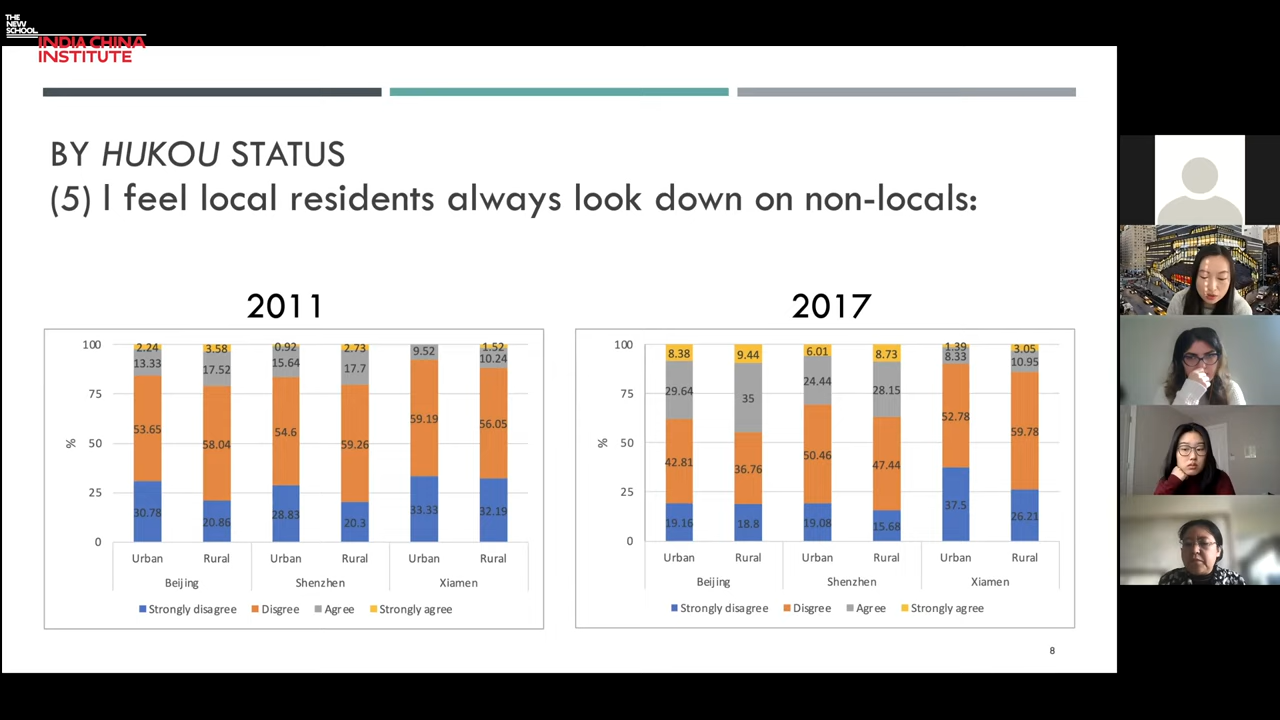 THE
NEW
SCHOOL
INDIA CHINA
INSTITUTE
BY HUKOU STATUS
(5) I feel local residents always look down on non-locals:
2011
100
75
50
25
0
%
2.24 3.58 0.92 2.73 9.52 1.52
13.33 17.52 15.64 17.7 10.24
53.65 58.04 54.6 59.26 59.19 56.05
30.78 20.86 28.83 20.3 33.33 32.19
Urban Rural Urban Rural Urban Rural
Beijing Shenzhen Xiamen
Strongly disagree Disgree Agree Strongly agree
2017
100
75
50
25
0
%
8.38 9.44 6.01 8.73 1.39 3.05
29.64 35 24.44 28.15 8.33 10.95
42.81 36.76 50.46 47.44 52.78 59.78
19.16 18.8 19.08 15.68 37.5 26.21
Urban Rural Urban Rural Urban Rural
Beijing Shenzhen Xiamen
Strongly disagree Disgree Agree Strongly agree
8